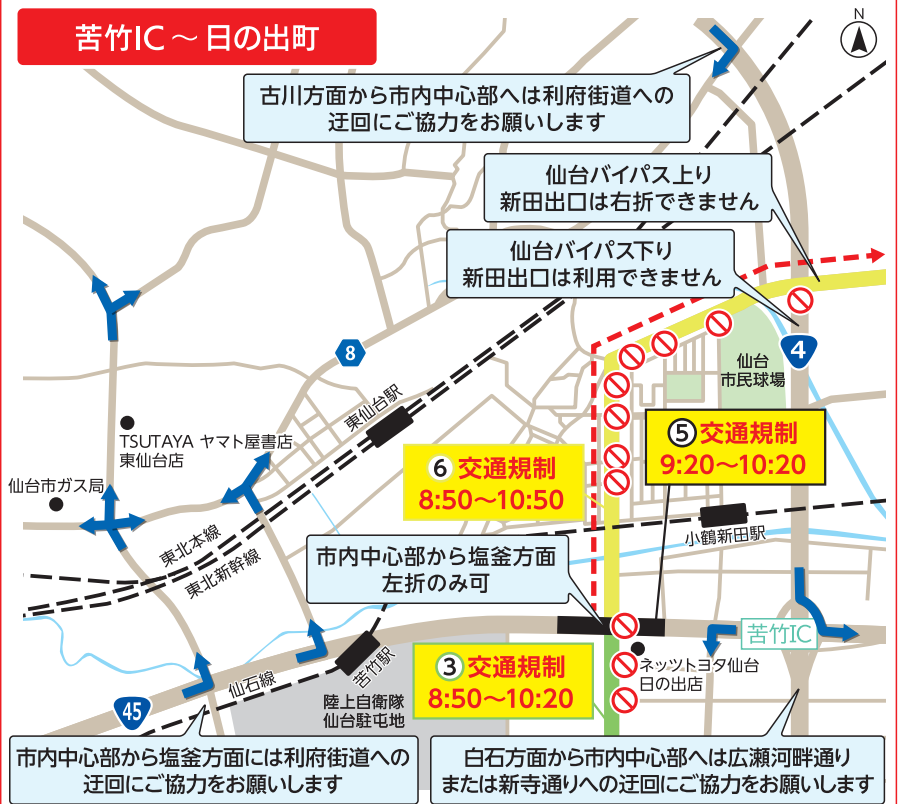 苦竹IC～日の出町
N
古川方面から市内中心部へは利府街道への
迂回にご協力をお願いします
仙台バイパス上り
新田出口は右折できません
仙台バイパス下り
新田出口は利用できません
8
4
仙台
市民球場
東仙台駅
TSUTAYA ヤマト屋書店
東仙台店
⑤交通規制
9:20～10:20
⑥交通規制
8:50～10:50
仙台市ガス局
小鶴新田駅
東北本線
東北新幹線
市内中心部から塩釜方面
左折のみ可
苦竹IC
③交通規制
8:50～10:20
ネッツトヨタ仙台
日の出店
苦竹駅
仙石線
陸上自衛隊
仙台駐屯地
45
市内中心部から塩釜方面には利府街道への
迂回にご協力をお願いします
白石方面から市内中心部へは広瀬河畔通り
または新寺通りへの迂回にご協力をお願いします